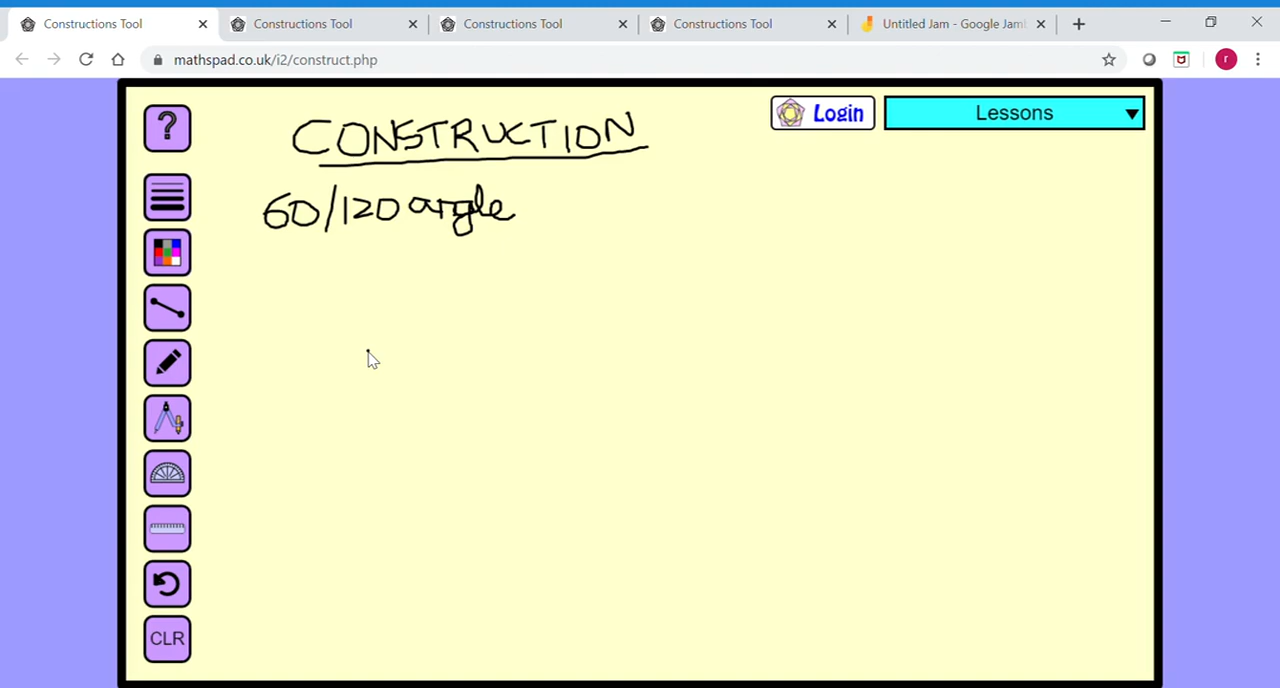 Constructions Tool
Constructions Tool
Constructions Tool
Constructions Tool
Untitled Jam - Google Jaml
mathspad.co.uk/i2/construct.php
r
?
CONSTRUCTION
Login
Lessons
60/120 angle
CLR